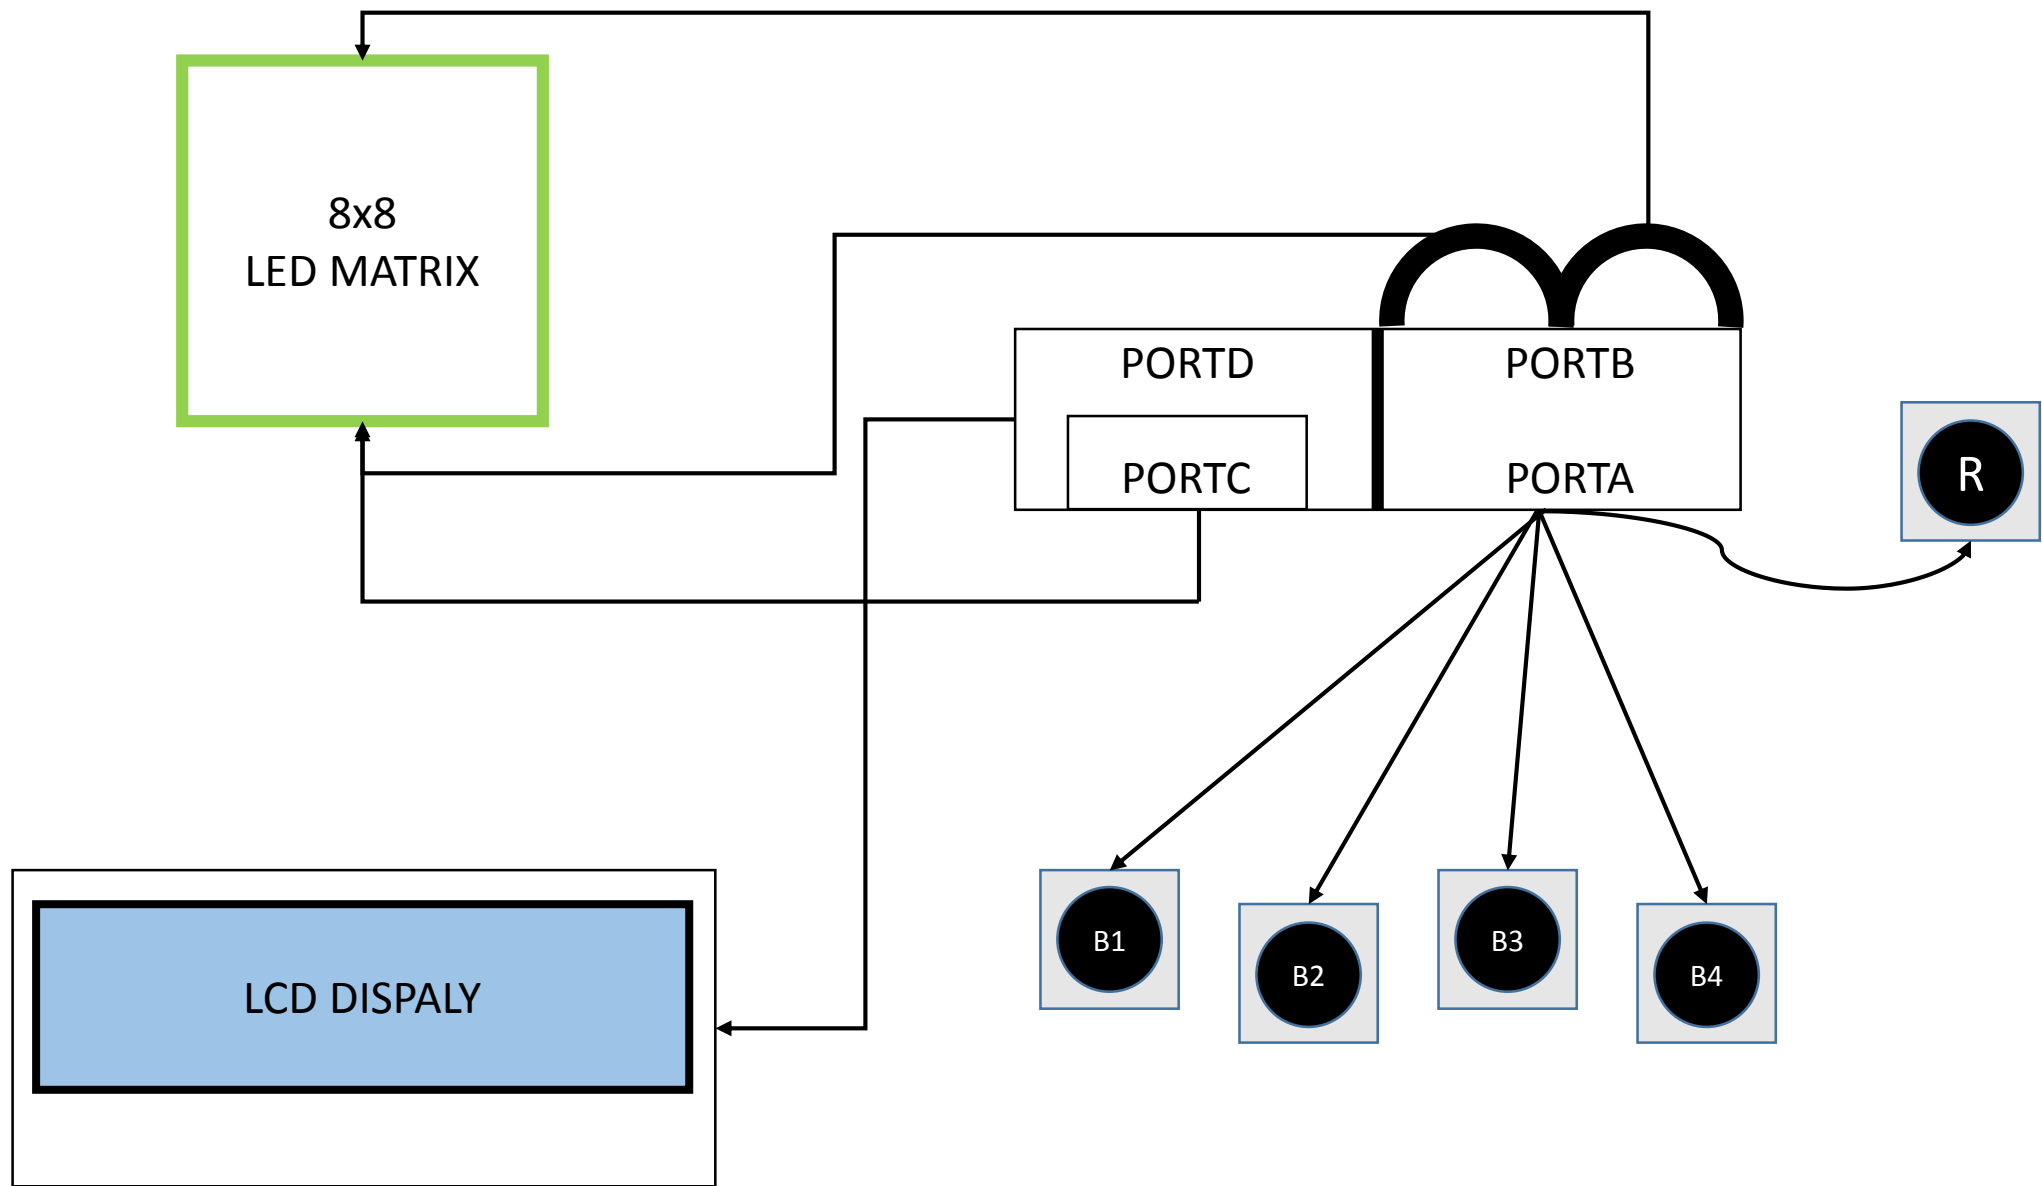 8x8
LED MATRIX
PORTD
PORTB
PORTC
PORTA
R
B1
B2
B3
B4
LCD DISPALY